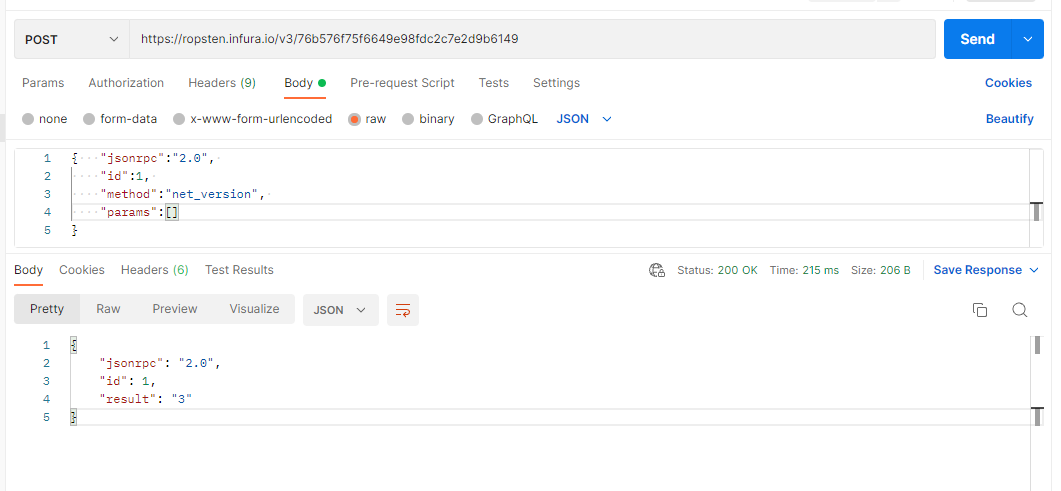 POST https://ropsten.infura.io/v3/76b576f75f6649e98fdc2c7e2d9b6149 Send
Params Authorization Headers (9) Body Pre-request Script Tests Settings Cookies
none form-data x-www-form-urlencoded raw binary GraphQL JSON Beautify
1 { "jsonrpc":"2.0",
2 "id":1,
3 "method":"net_version",
4 "params":[]
5 }
Body Cookies Headers (6) Test Results Status: 200 OK Time: 215 ms Size: 206 B Save Response
Pretty Raw Preview Visualize JSON
1 {
2 "jsonrpc": "2.0",
3 "id": 1,
4 "result": "3"
5 }